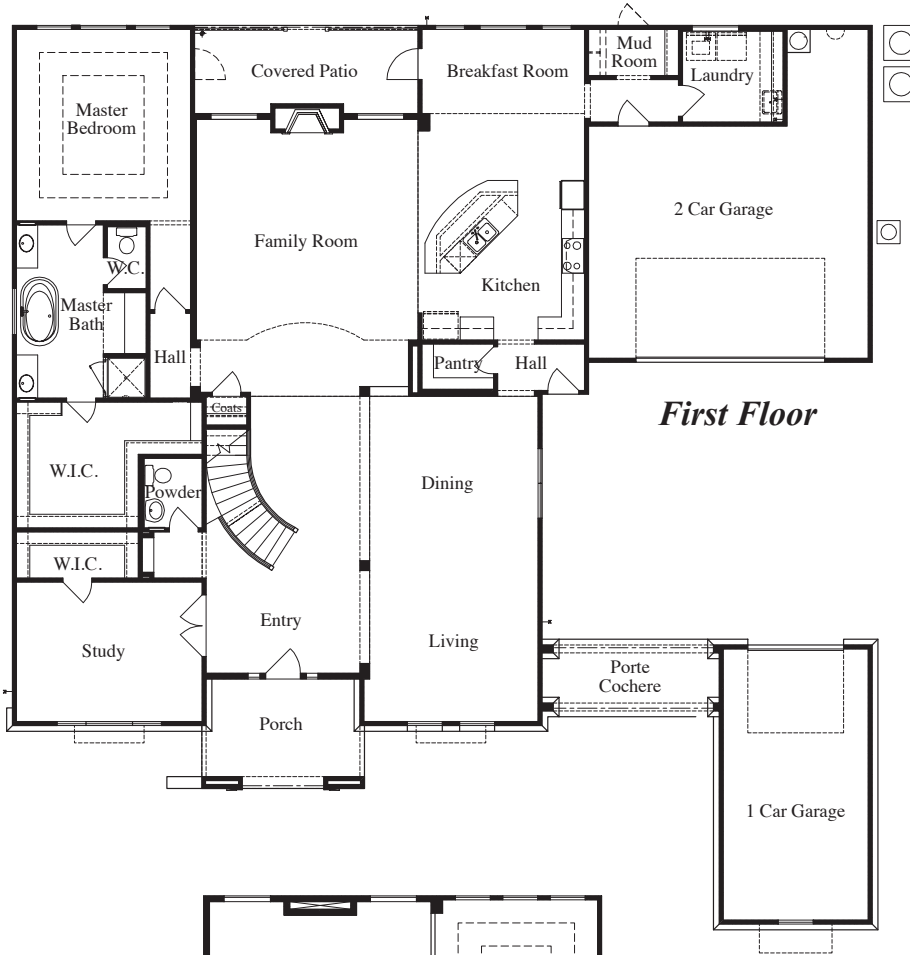 Covered Patio
Breakfast Room
Mud
Room
Laundry
Master
Bedroom
2 Car Garage
Family Room
W.C.
Kitchen
Master
Bath
Hall
Pantry
Hall
Coats
First Floor
W.I.C.
Powder
Dining
W.I.C.
Entry
Study
Living
Porte
Cochere
Porch
1 Car Garage